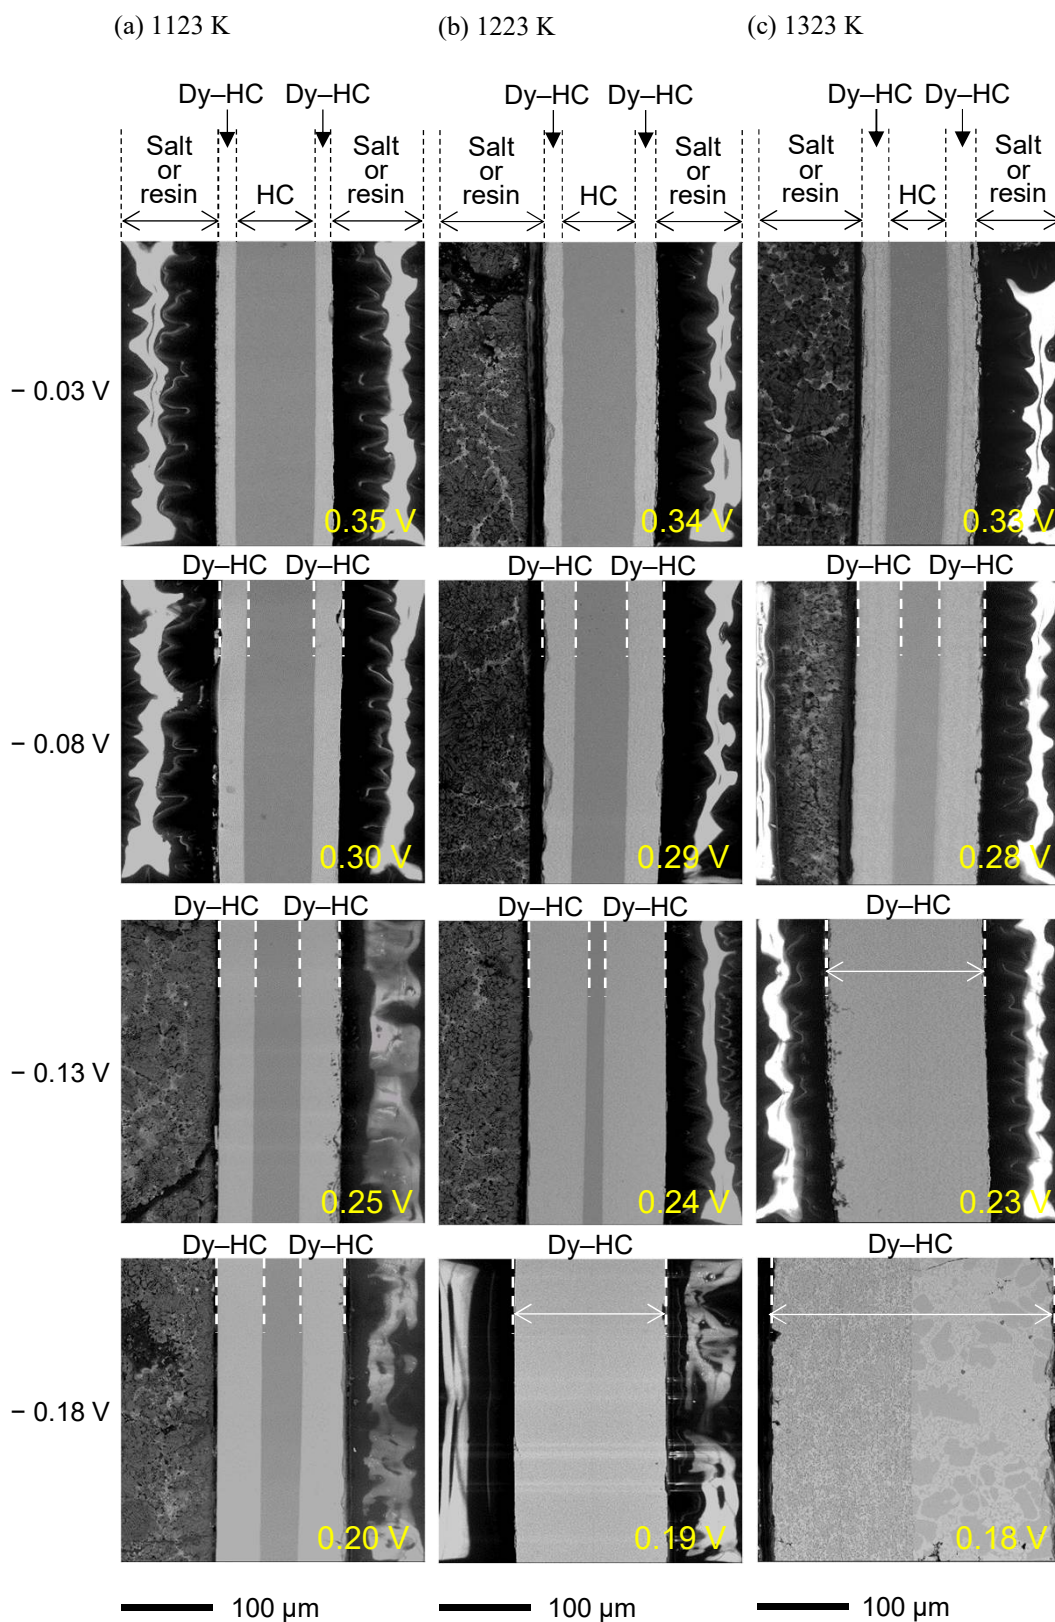 (a) 1123 K (b) 1223 K (c) 1323 K
Dy–HC Dy–HC Dy–HC Dy–HC Dy–HC Dy–HC
Salt or resin HC Salt or resin Salt or resin HC Salt or resin Salt or resin HC Salt or resin
− 0.03 V
0.35 V 0.34 V 0.33 V
Dy–HC Dy–HC Dy–HC Dy–HC Dy–HC Dy–HC
− 0.08 V
0.30 V 0.29 V 0.28 V
Dy–HC Dy–HC Dy–HC Dy–HC Dy–HC
− 0.13 V
0.25 V 0.24 V 0.23 V
Dy–HC Dy–HC Dy–HC Dy–HC
− 0.18 V
0.20 V 0.19 V 0.18 V
100 µm 100 µm 100 µm